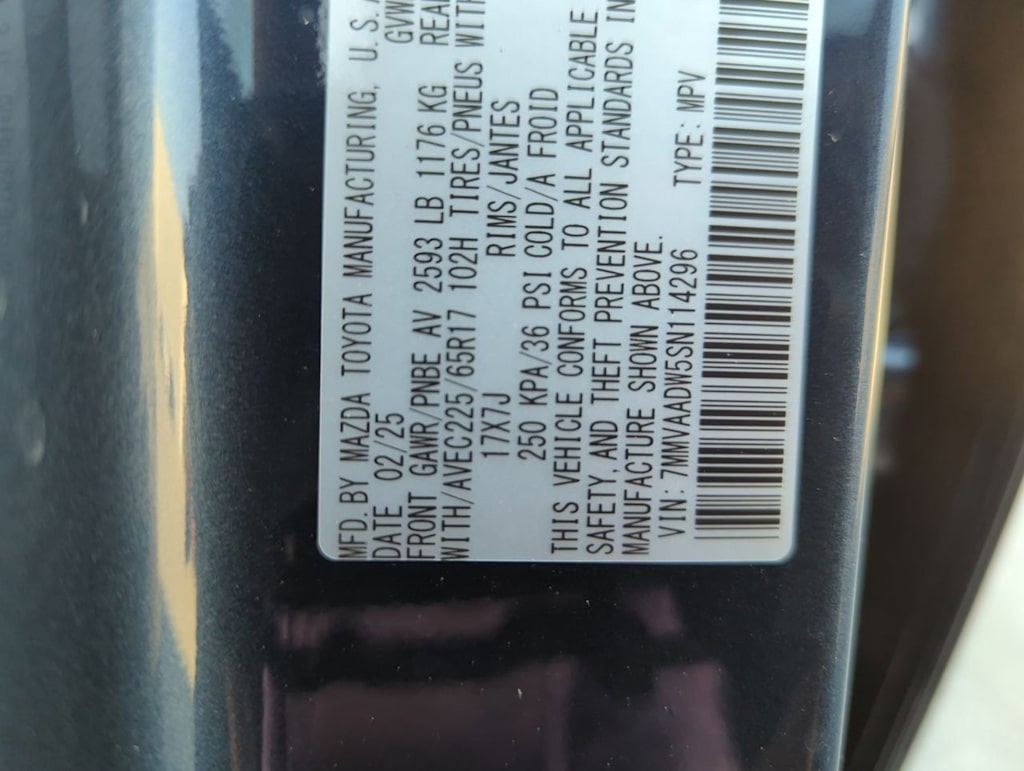 MFD. BY MAZDA TOYOTA MANUFACTURING, U.S.A
DATE 02/25 GVW
FRONT GAWR/PNBE AV 2593 LB 1176 KG REA
WITH/AVEC225/65R17 102H TIRES/PNEUS WITH
17X7J RIMS/JANTES
250 KPA/36 PSI COLD/A FROID
THIS VEHICLE CONFORMS TO ALL APPLICABLE
SAFETY, AND THEFT PREVENTION STANDARDS IN
MANUFACTURE SHOWN ABOVE.
VIN: 7MMVAADW5SN114296 TYPE: MPV